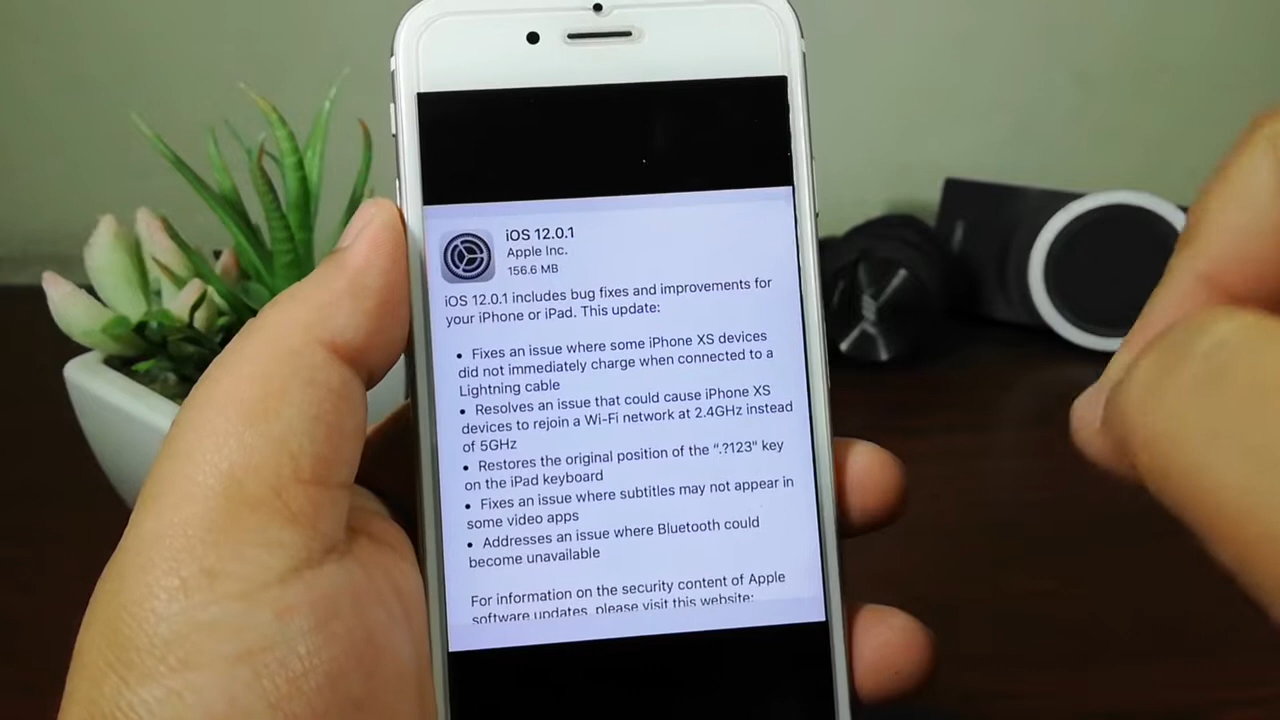 iOS 12.0.1
Apple Inc.
156.6 MB
iOS 12.0.1 includes bug fixes and improvements for
your iPhone or iPad. This update:
• Fixes an issue where some iPhone XS devices
did not immediately charge when connected to a
Lightning cable
• Resolves an issue that could cause iPhone XS
devices to rejoin a Wi-Fi network at 2.4GHz instead
of 5GHz
• Restores the original position of the ".?123" key
on the iPad keyboard
• Fixes an issue where subtitles may not appear in
some video apps
• Addresses an issue where Bluetooth could
become unavailable
For information on the security content of Apple
software updates, please visit this website: